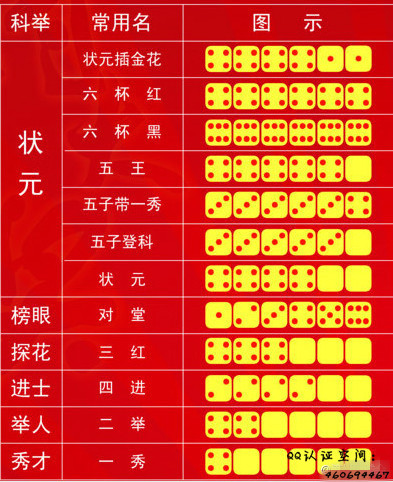 科举 常用名 图 示
状元 状元插金花
六 杯 红
六 杯 黑
五 王
五子带一秀
五子登科
状 元
榜眼 对 堂
探花 三 红
进士 四 进
举人 二 举
秀才 一 秀
QQ认证空间：
460694467